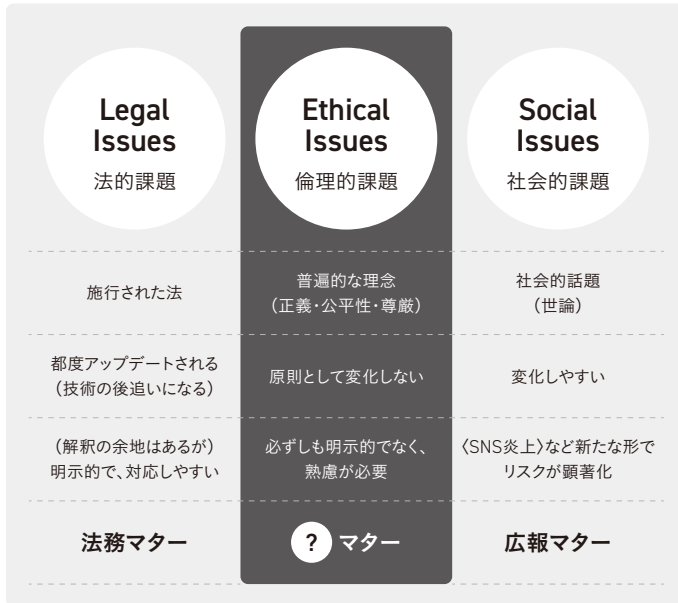 Legal
Issues
法的課題
Ethical
Issues
倫理的課題
Social
Issues
社会的課題
施行された法
普遍的な理念
（正義・公平性・尊厳）
社会的話題
（世論）
都度アップデートされる
（技術の後追いになる）
原則として変化しない
変化しやすい
（解釈の余地はあるが）
明示的で、対応しやすい
必ずしも明示的でなく、
熟慮が必要
〈SNS炎上〉など新たな形で
リスクが顕著化
法務マター
? マター
広報マター